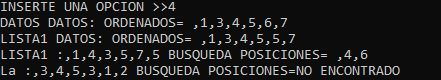 INSERTE UNA OPCION >>4
DATOS DATOS: ORDENADOS= ,1,3,4,5,6,7
LISTA1 DATOS: ORDENADOS= ,1,3,4,5,5,7
LISTA1 :,1,4,3,5,7,5 BUSQUEDA POSICIONES= ,4,6
La :,3,4,5,3,1,2 BUSQUEDA POSICIONES=NO ENCONTRADO